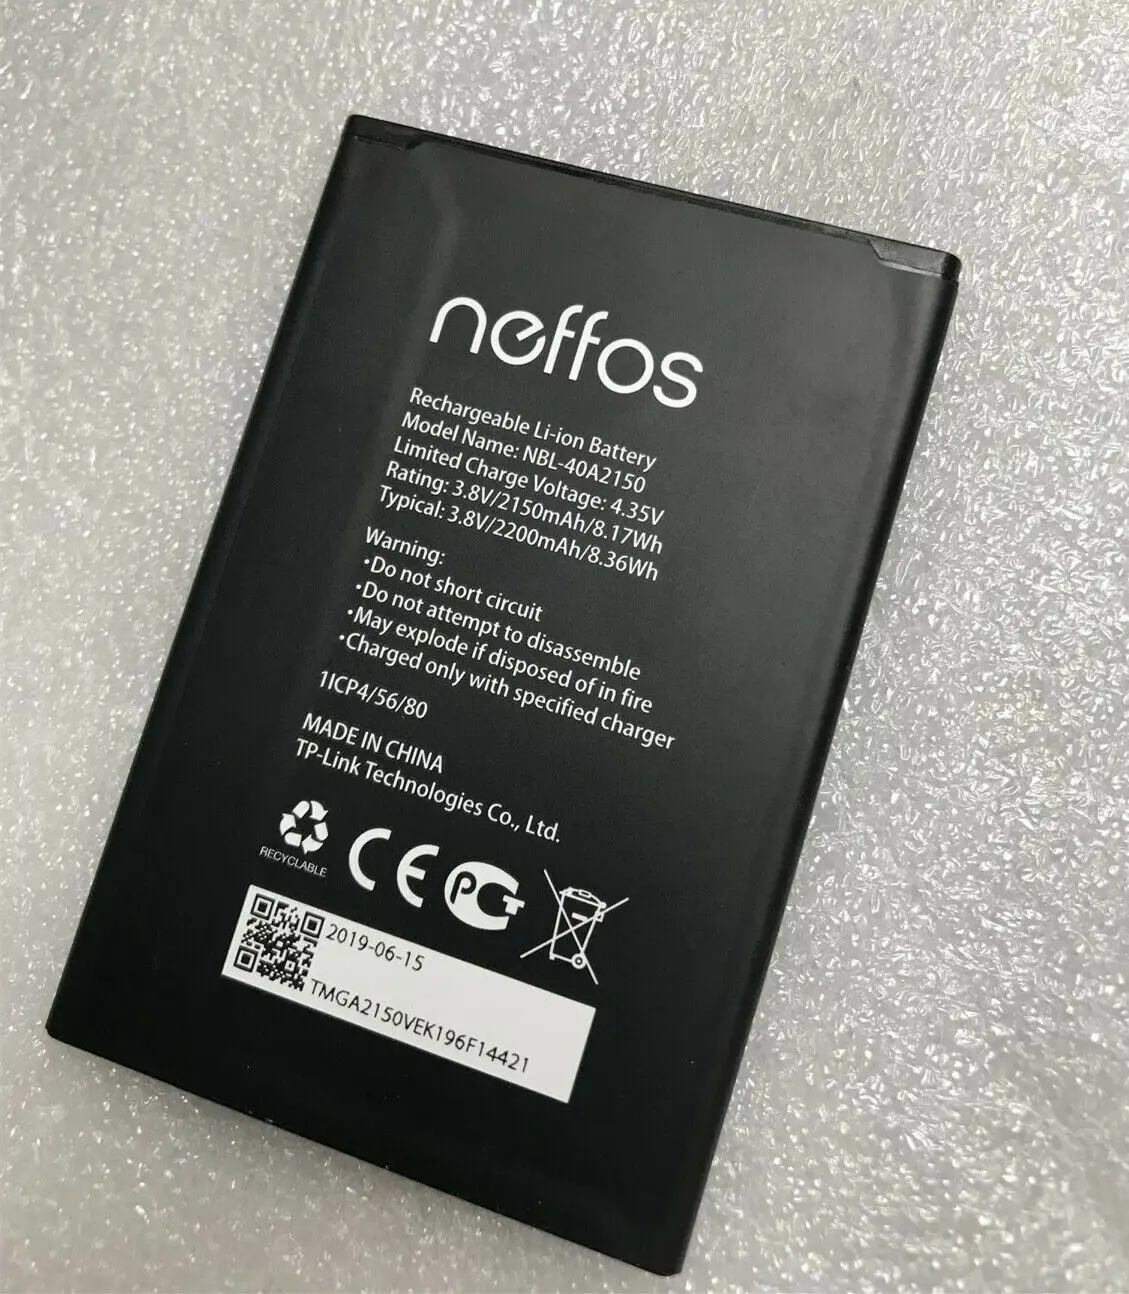 neffos
Rechargeable Li-ion Battery
Model Name: NBL-40A2150
Limited Charge Voltage: 4.35V
Rating: 3.8V/2150mAh/8.17Wh
Typical: 3.8V/2200mAh/8.36Wh
Warning:
•Do not short circuit
•Do not attempt to disassemble
•May explode if disposed of in fire
•Charged only with specified charger
1ICP4/56/80
MADE IN CHINA
TP-Link Technologies Co., Ltd.
RECYCLABLE
CE PCT
2019-06-15
TMGA2150VEK196F14421